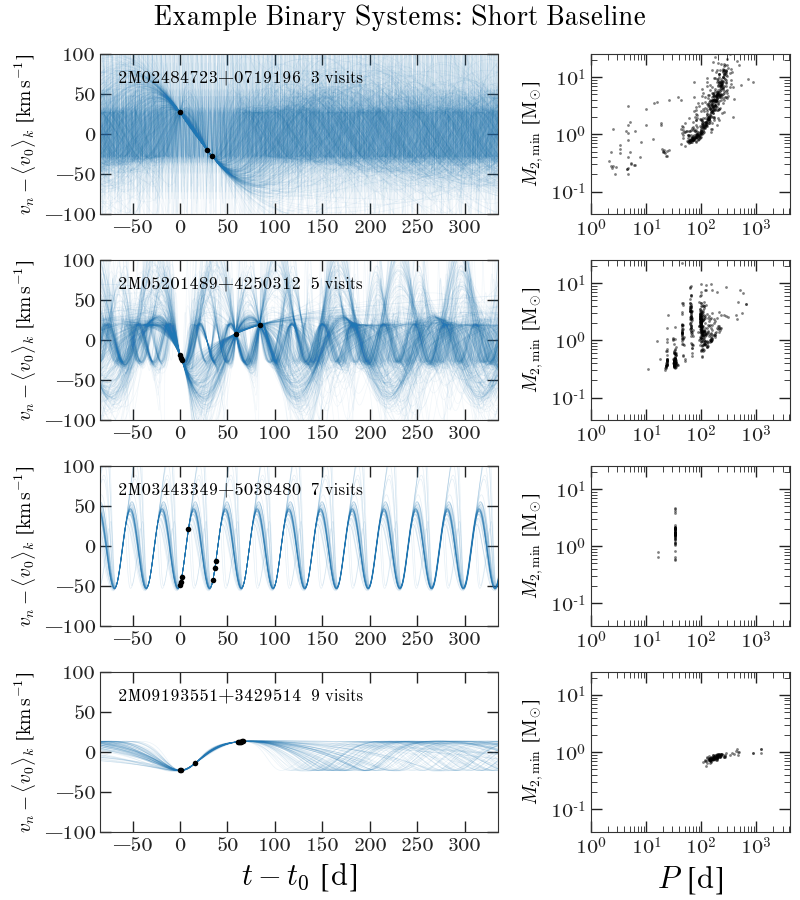 Example Binary Systems: Short Baseline
2M02484723+0719196 3 visits
v_n − ⟨v_0⟩_k [km s^−1]
100
50
0
−50
−100
−50 0 50 100 150 200 250 300
M_2,min [M_⊙]
10^1
10^0
10^−1
10^0 10^1 10^2 10^3
2M05201489+4250312 5 visits
v_n − ⟨v_0⟩_k [km s^−1]
100
50
0
−50
−100
−50 0 50 100 150 200 250 300
M_2,min [M_⊙]
10^1
10^0
10^−1
10^0 10^1 10^2 10^3
2M03443349+5038480 7 visits
v_n − ⟨v_0⟩_k [km s^−1]
100
50
0
−50
−100
−50 0 50 100 150 200 250 300
M_2,min [M_⊙]
10^1
10^0
10^−1
10^0 10^1 10^2 10^3
2M09193551+3429514 9 visits
v_n − ⟨v_0⟩_k [km s^−1]
100
50
0
−50
−100
−50 0 50 100 150 200 250 300
t − t_0 [d]
M_2,min [M_⊙]
10^1
10^0
10^−1
10^0 10^1 10^2 10^3
P [d]